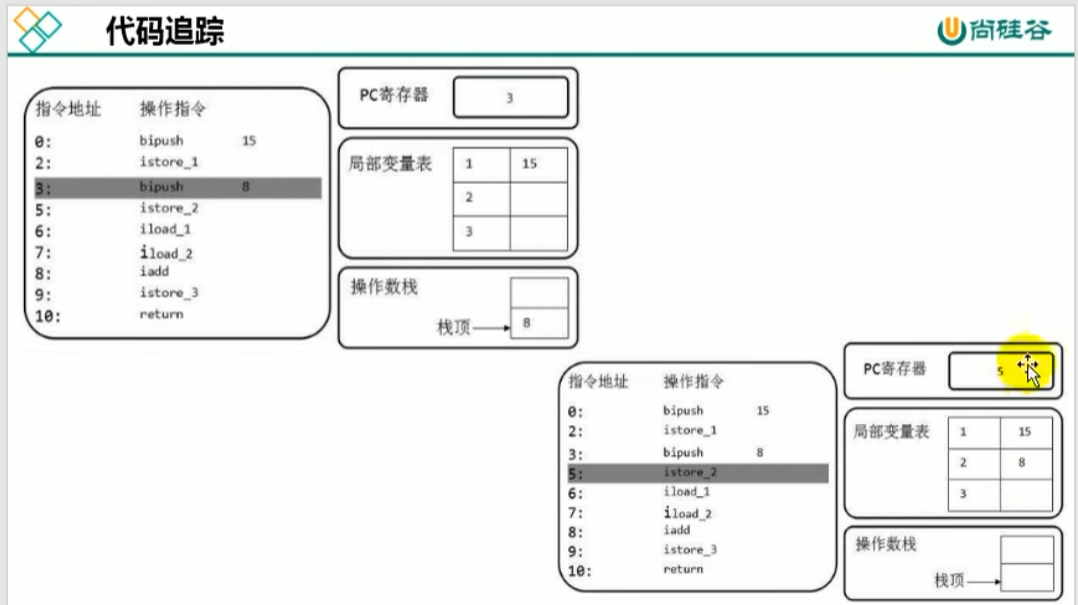 代码追踪
尚硅谷
指令地址 操作指令
0: bipush 15
2: istore_1
3: bipush 8
5: istore_2
6: iload_1
7: iload_2
8: iadd
9: istore_3
10: return
PC寄存器 3
局部变量表 1 15
2
3
操作数栈
栈顶 8
指令地址 操作指令
0: bipush 15
2: istore_1
3: bipush 8
5: istore_2
6: iload_1
7: iload_2
8: iadd
9: istore_3
10: return
PC寄存器 5
局部变量表 1 15
2 8
3
操作数栈
栈顶